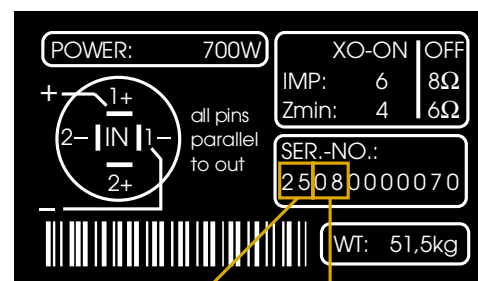 POWER: 700W
XO-ON OFF
IMP: 6 8Ω
Zmin: 4 6Ω
+
1+
2– IN 1–
2+
–
all pins
parallel
to out
SER.-NO.:
25080000070
WT: 51,5kg